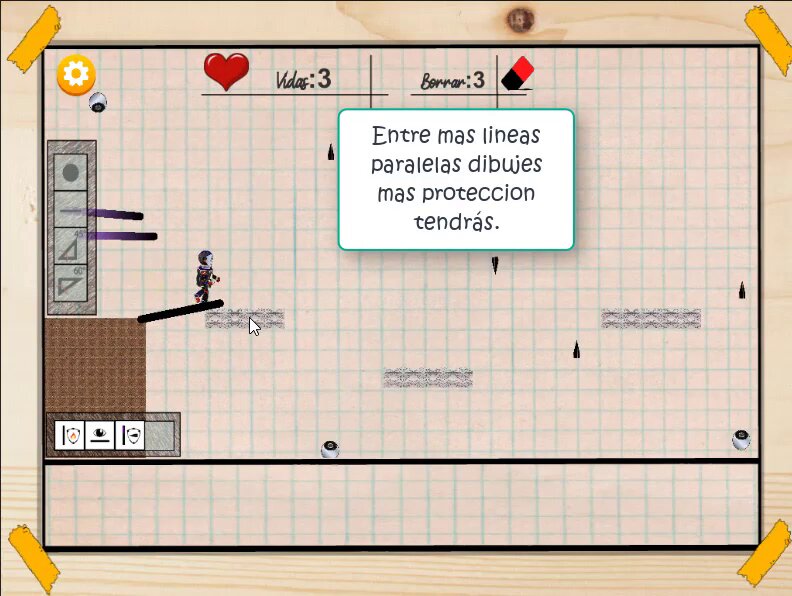 Vidas:3
Borrar:3
Entre mas lineas
paralelas dibujes
mas proteccion
tendrás.
45°
60°